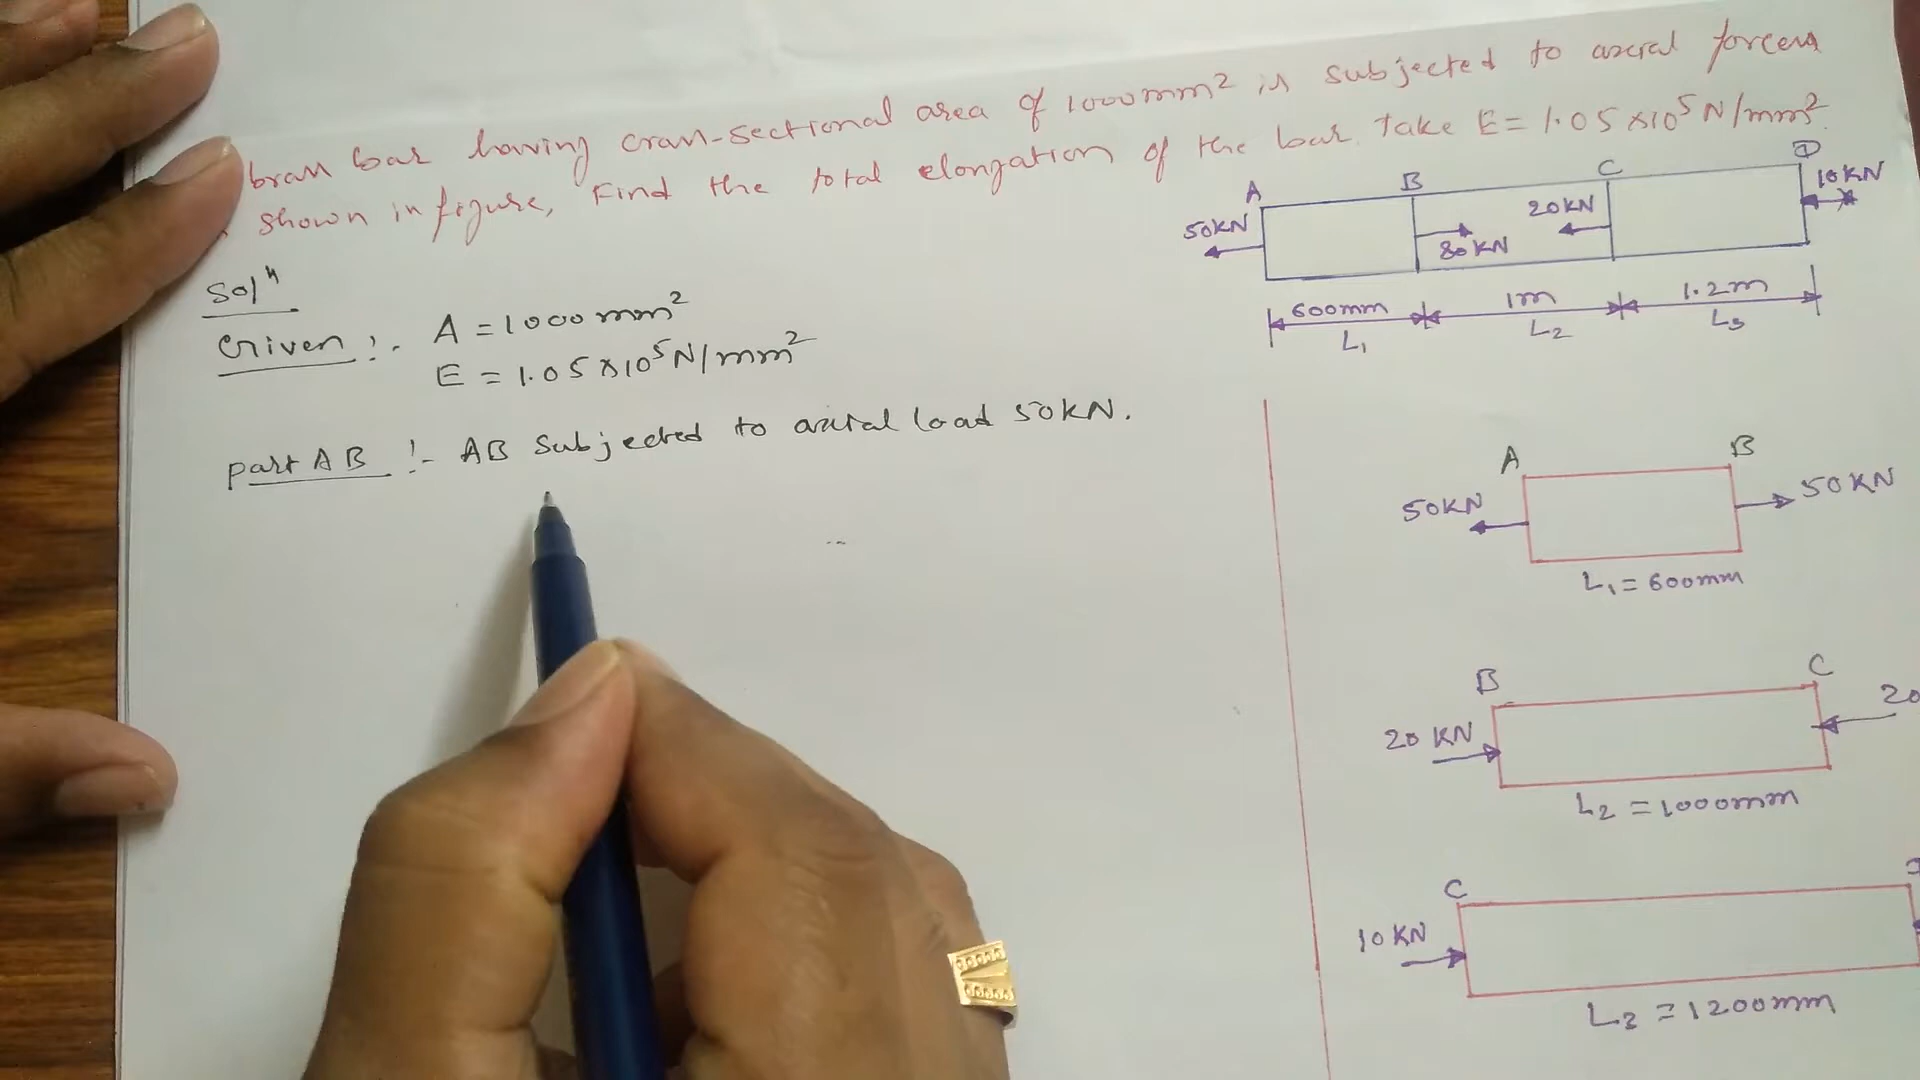 brass bar having cross-sectional area of 1000mm² is subjected to axial forces
shown in figure, Find the total elongation of the bar. take E = 1.05×10⁵ N/mm².
A
B
C
D
50KN
80KN
20KN
10KN
600mm
1m
1.2m
L₁
L₂
L₃
Solⁿ
Given :- A = 1000 mm²
E = 1.05×10⁵ N/mm²
part AB :- AB Subjected to axial load 50KN.
A
B
50KN
50KN
L₁ = 600mm
B
C
20 KN
20
L₂ = 1000mm
C
10 KN
L₃ = 1200mm